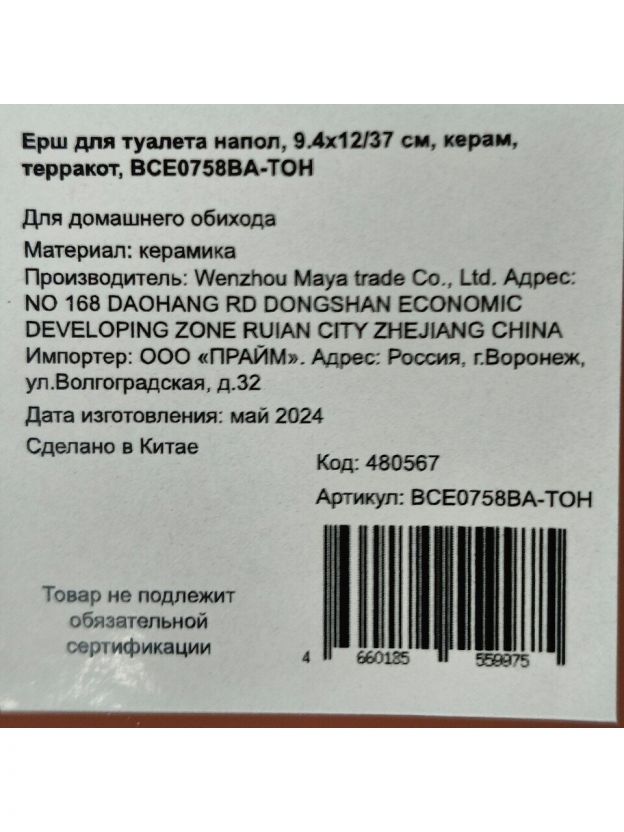 Ерш для туалета напол, 9.4х12/37 см, керам,
терракот, BCE0758BA-TOH
Для домашнего обихода
Материал: керамика
Производитель: Wenzhou Maya trade Co., Ltd. Адрес:
NO 168 DAOHANG RD DONGSHAN ECONOMIC
DEVELOPING ZONE RUIAN CITY ZHEJIANG CHINA
Импортер: ООО «ПРАЙМ». Адрес: Россия, г.Воронеж,
ул.Волгоградская, д.32
Дата изготовления: май 2024
Сделано в Китае
Код: 480567
Артикул: BCE0758BA-TOH
Товар не подлежит
обязательной
сертификации
4 660185 559975